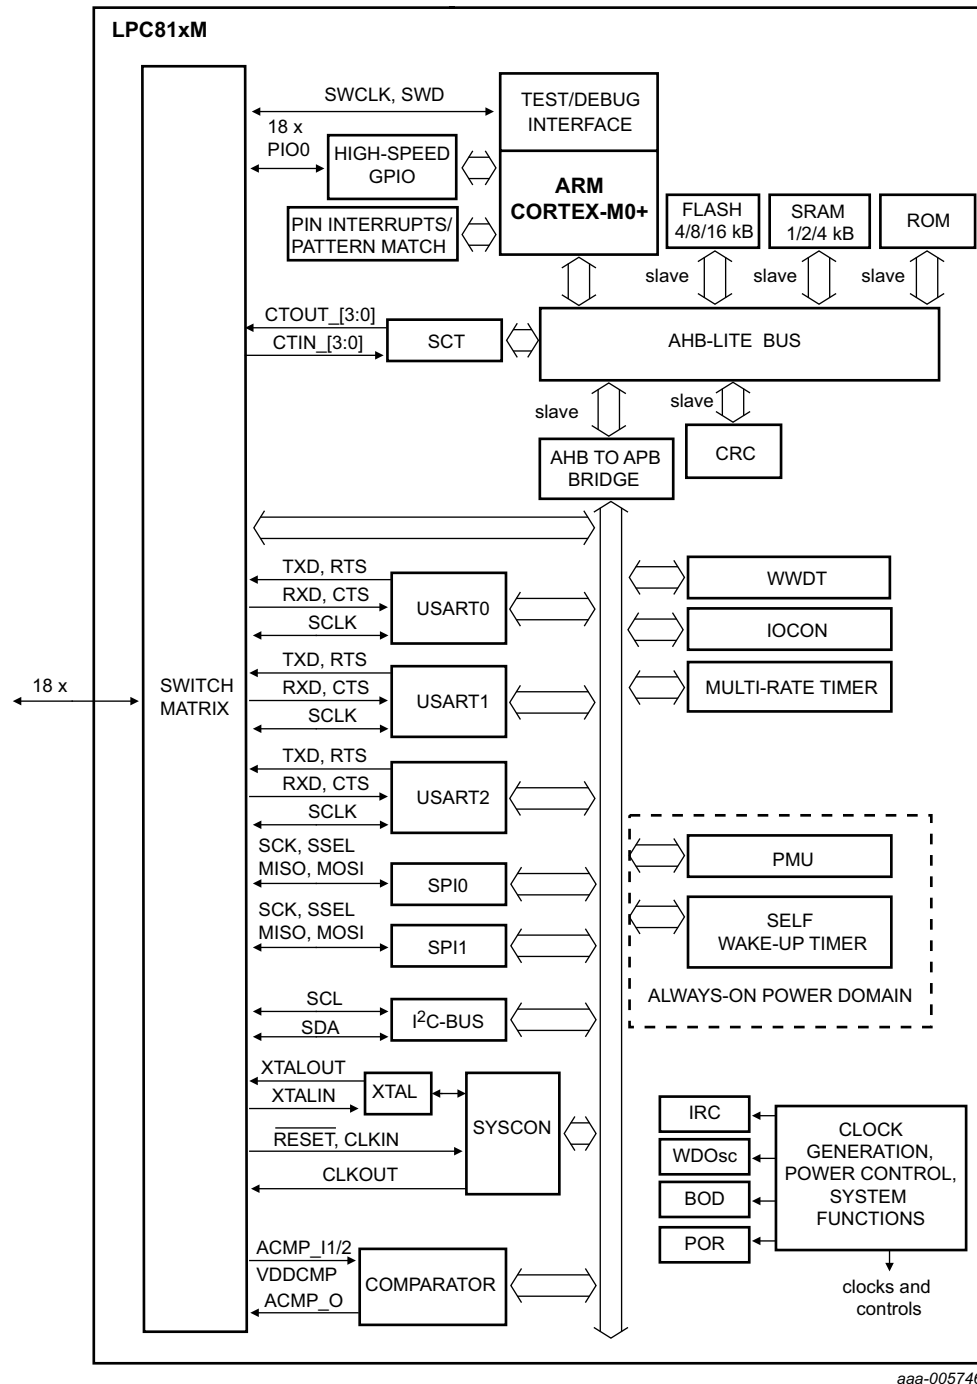 LPC81xM
SWCLK, SWD
TEST/DEBUG
INTERFACE
18 x
PIO0
HIGH-SPEED
GPIO
ARM
CORTEX-M0+
PIN INTERRUPTS/
PATTERN MATCH
FLASH
4/8/16 kB
SRAM
1/2/4 kB
ROM
slave
slave
slave
CTOUT_[3:0]
CTIN_[3:0]
SCT
AHB-LITE BUS
slave
slave
AHB TO APB
BRIDGE
CRC
TXD, RTS
RXD, CTS
SCLK
USART0
WWDT
IOCON
TXD, RTS
RXD, CTS
SCLK
USART1
MULTI-RATE TIMER
18 x
SWITCH
MATRIX
TXD, RTS
RXD, CTS
SCLK
USART2
SCK, SSEL
MISO, MOSI
SPI0
PMU
SCK, SSEL
MISO, MOSI
SPI1
SELF
WAKE-UP TIMER
ALWAYS-ON POWER DOMAIN
SCL
SDA
I2C-BUS
XTALOUT
XTALIN
XTAL
RESET, CLKIN
CLKOUT
SYSCON
IRC
WDOsc
BOD
POR
CLOCK
GENERATION,
POWER CONTROL,
SYSTEM
FUNCTIONS
clocks and
controls
ACMP_I1/2
VDDCMP
ACMP_O
COMPARATOR